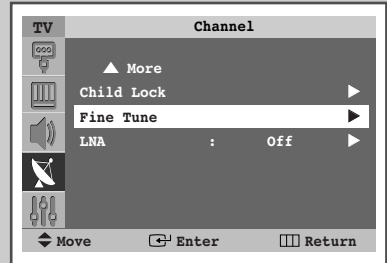 TV Channel
▲ More
Child Lock ▶
Fine Tune ▶
LNA : Off ▶
Move Enter Return